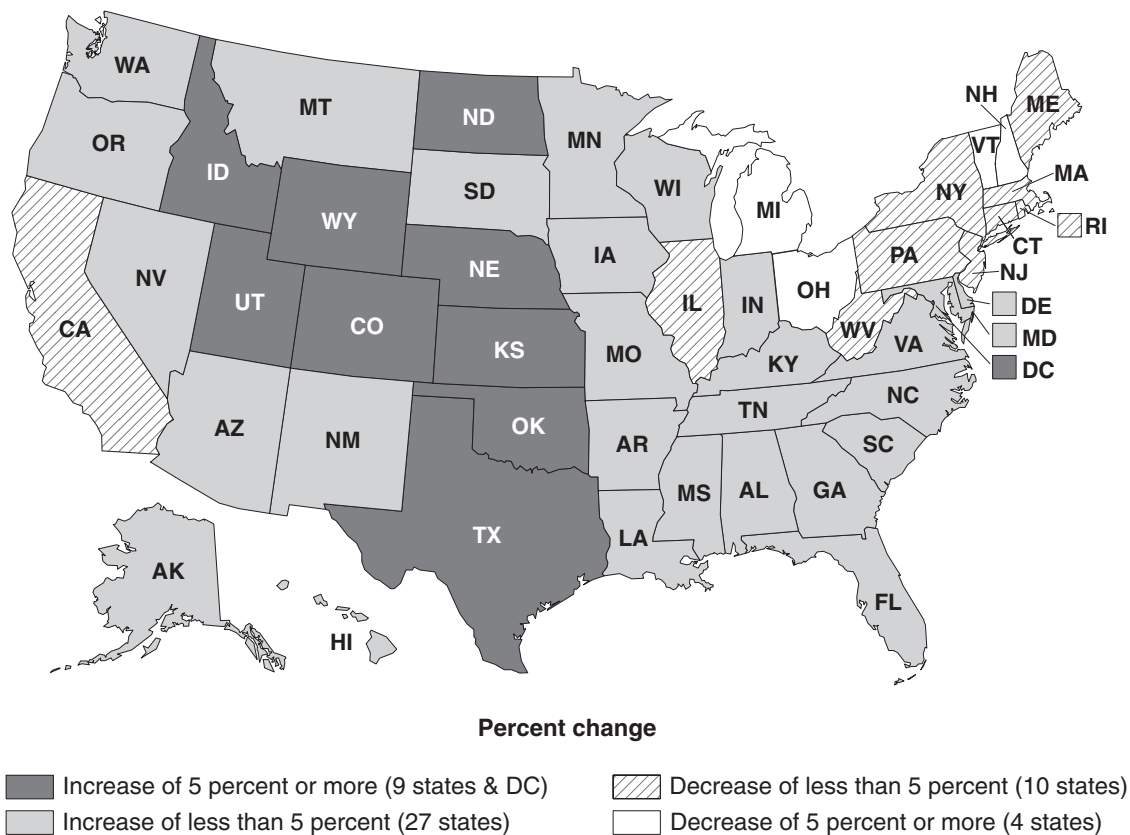 WA
MT
ND
MN
NH
ME
OR
VT
ID
SD
WI
MA
WY
NY
MI
RI
NE
IA
CT
PA
NJ
NV
UT
OH
DE
IL
IN
CA
CO
WV
MD
VA
KS
MO
KY
DC
NC
TN
AZ
NM
OK
AR
SC
MS
AL
GA
TX
LA
AK
FL
HI
Percent change
Increase of 5 percent or more (9 states & DC)
Decrease of less than 5 percent (10 states)
Increase of less than 5 percent (27 states)
Decrease of 5 percent or more (4 states)